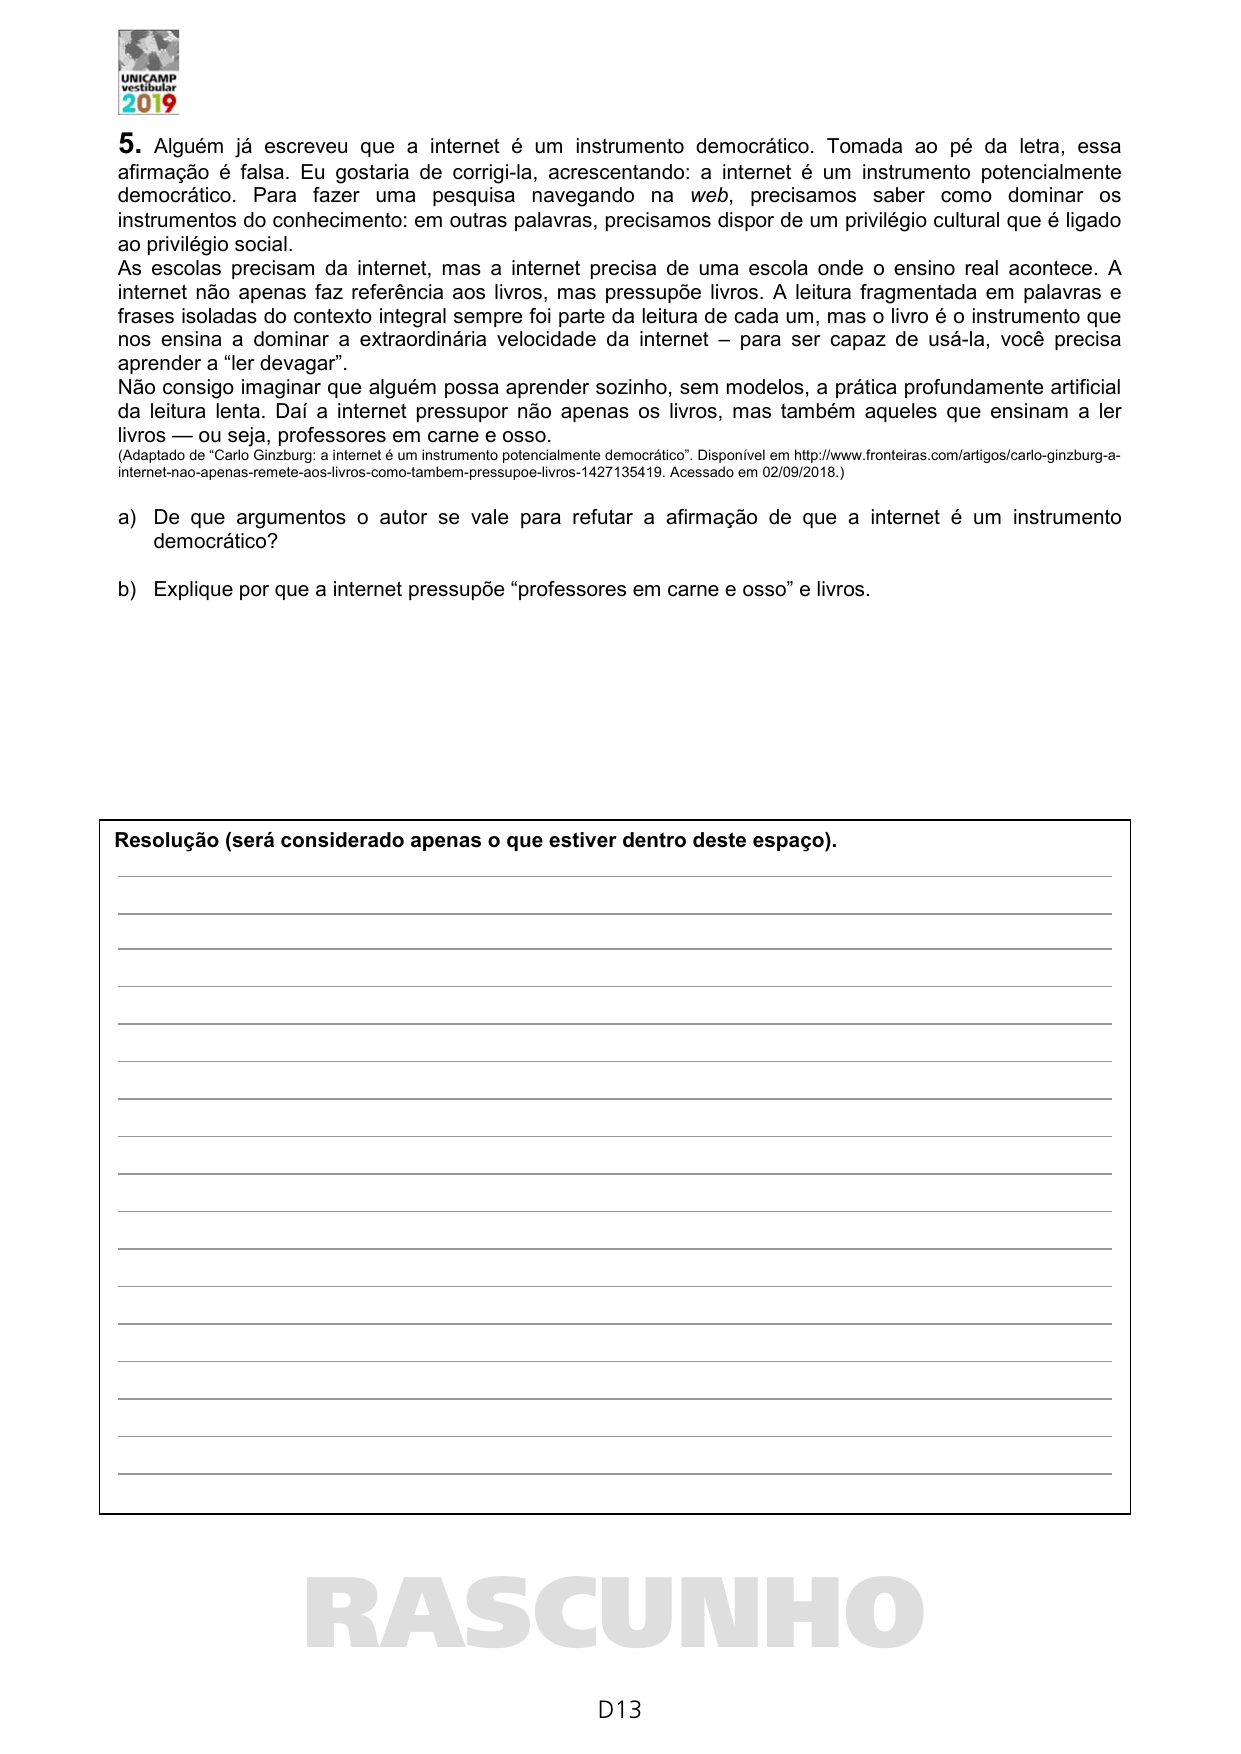 UNICAMP
vestibular
2019
5. Alguém já escreveu que a internet é um instrumento democrático. Tomada ao pé da letra, essa
afirmação é falsa. Eu gostaria de corrigi-la, acrescentando: a internet é um instrumento potencialmente
democrático. Para fazer uma pesquisa navegando na web, precisamos saber como dominar os
instrumentos do conhecimento: em outras palavras, precisamos dispor de um privilégio cultural que é ligado
ao privilégio social.
As escolas precisam da internet, mas a internet precisa de uma escola onde o ensino real acontece. A
internet não apenas faz referência aos livros, mas pressupõe livros. A leitura fragmentada em palavras e
frases isoladas do contexto integral sempre foi parte da leitura de cada um, mas o livro é o instrumento que
nos ensina a dominar a extraordinária velocidade da internet – para ser capaz de usá-la, você precisa
aprender a “ler devagar”.
Não consigo imaginar que alguém possa aprender sozinho, sem modelos, a prática profundamente artificial
da leitura lenta. Daí a internet pressupor não apenas os livros, mas também aqueles que ensinam a ler
livros — ou seja, professores em carne e osso.
(Adaptado de “Carlo Ginzburg: a internet é um instrumento potencialmente democrático”. Disponível em http://www.fronteiras.com/artigos/carlo-ginzburg-a-
internet-nao-apenas-remete-aos-livros-como-tambem-pressupoe-livros-1427135419. Acessado em 02/09/2018.)
a) De que argumentos o autor se vale para refutar a afirmação de que a internet é um instrumento
democrático?
b) Explique por que a internet pressupõe “professores em carne e osso” e livros.
Resolução (será considerado apenas o que estiver dentro deste espaço).
RASCUNHO
D13